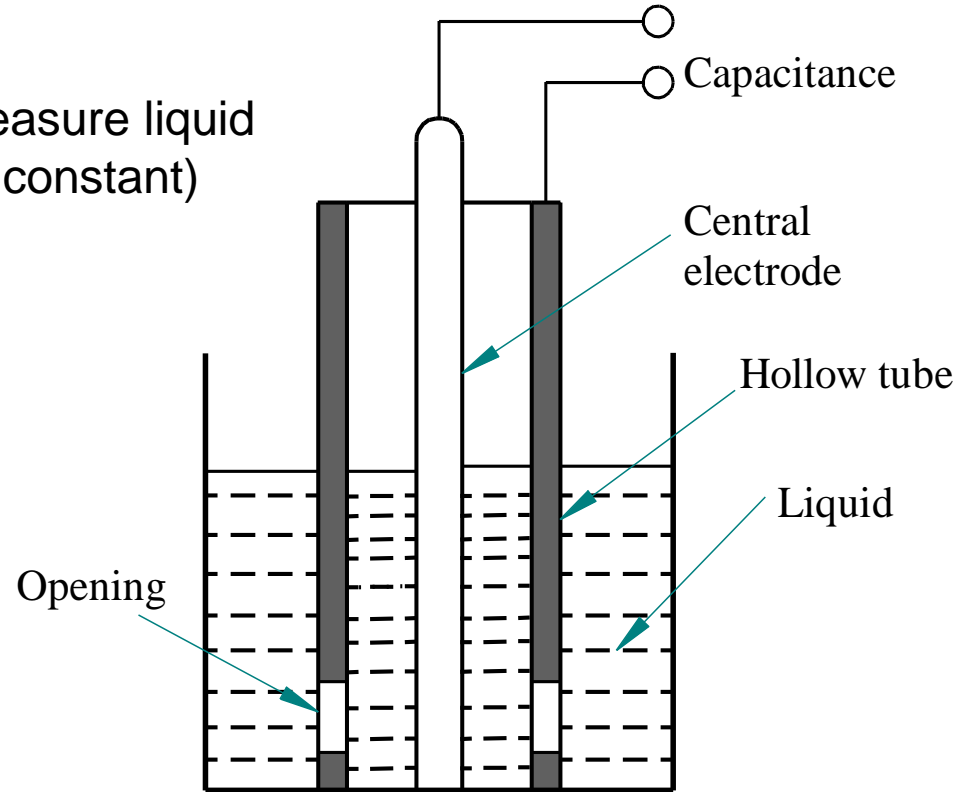 easure liquid
constant)
Capacitance
Central
electrode
Hollow tube
Liquid
Opening